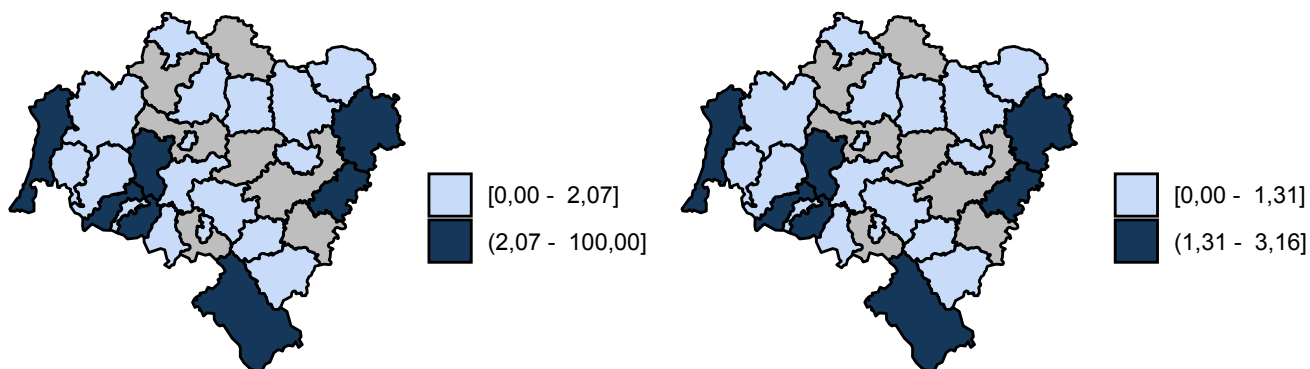 [0,00 - 2,07]
(2,07 - 100,00]
[0,00 - 1,31]
(1,31 - 3,16]